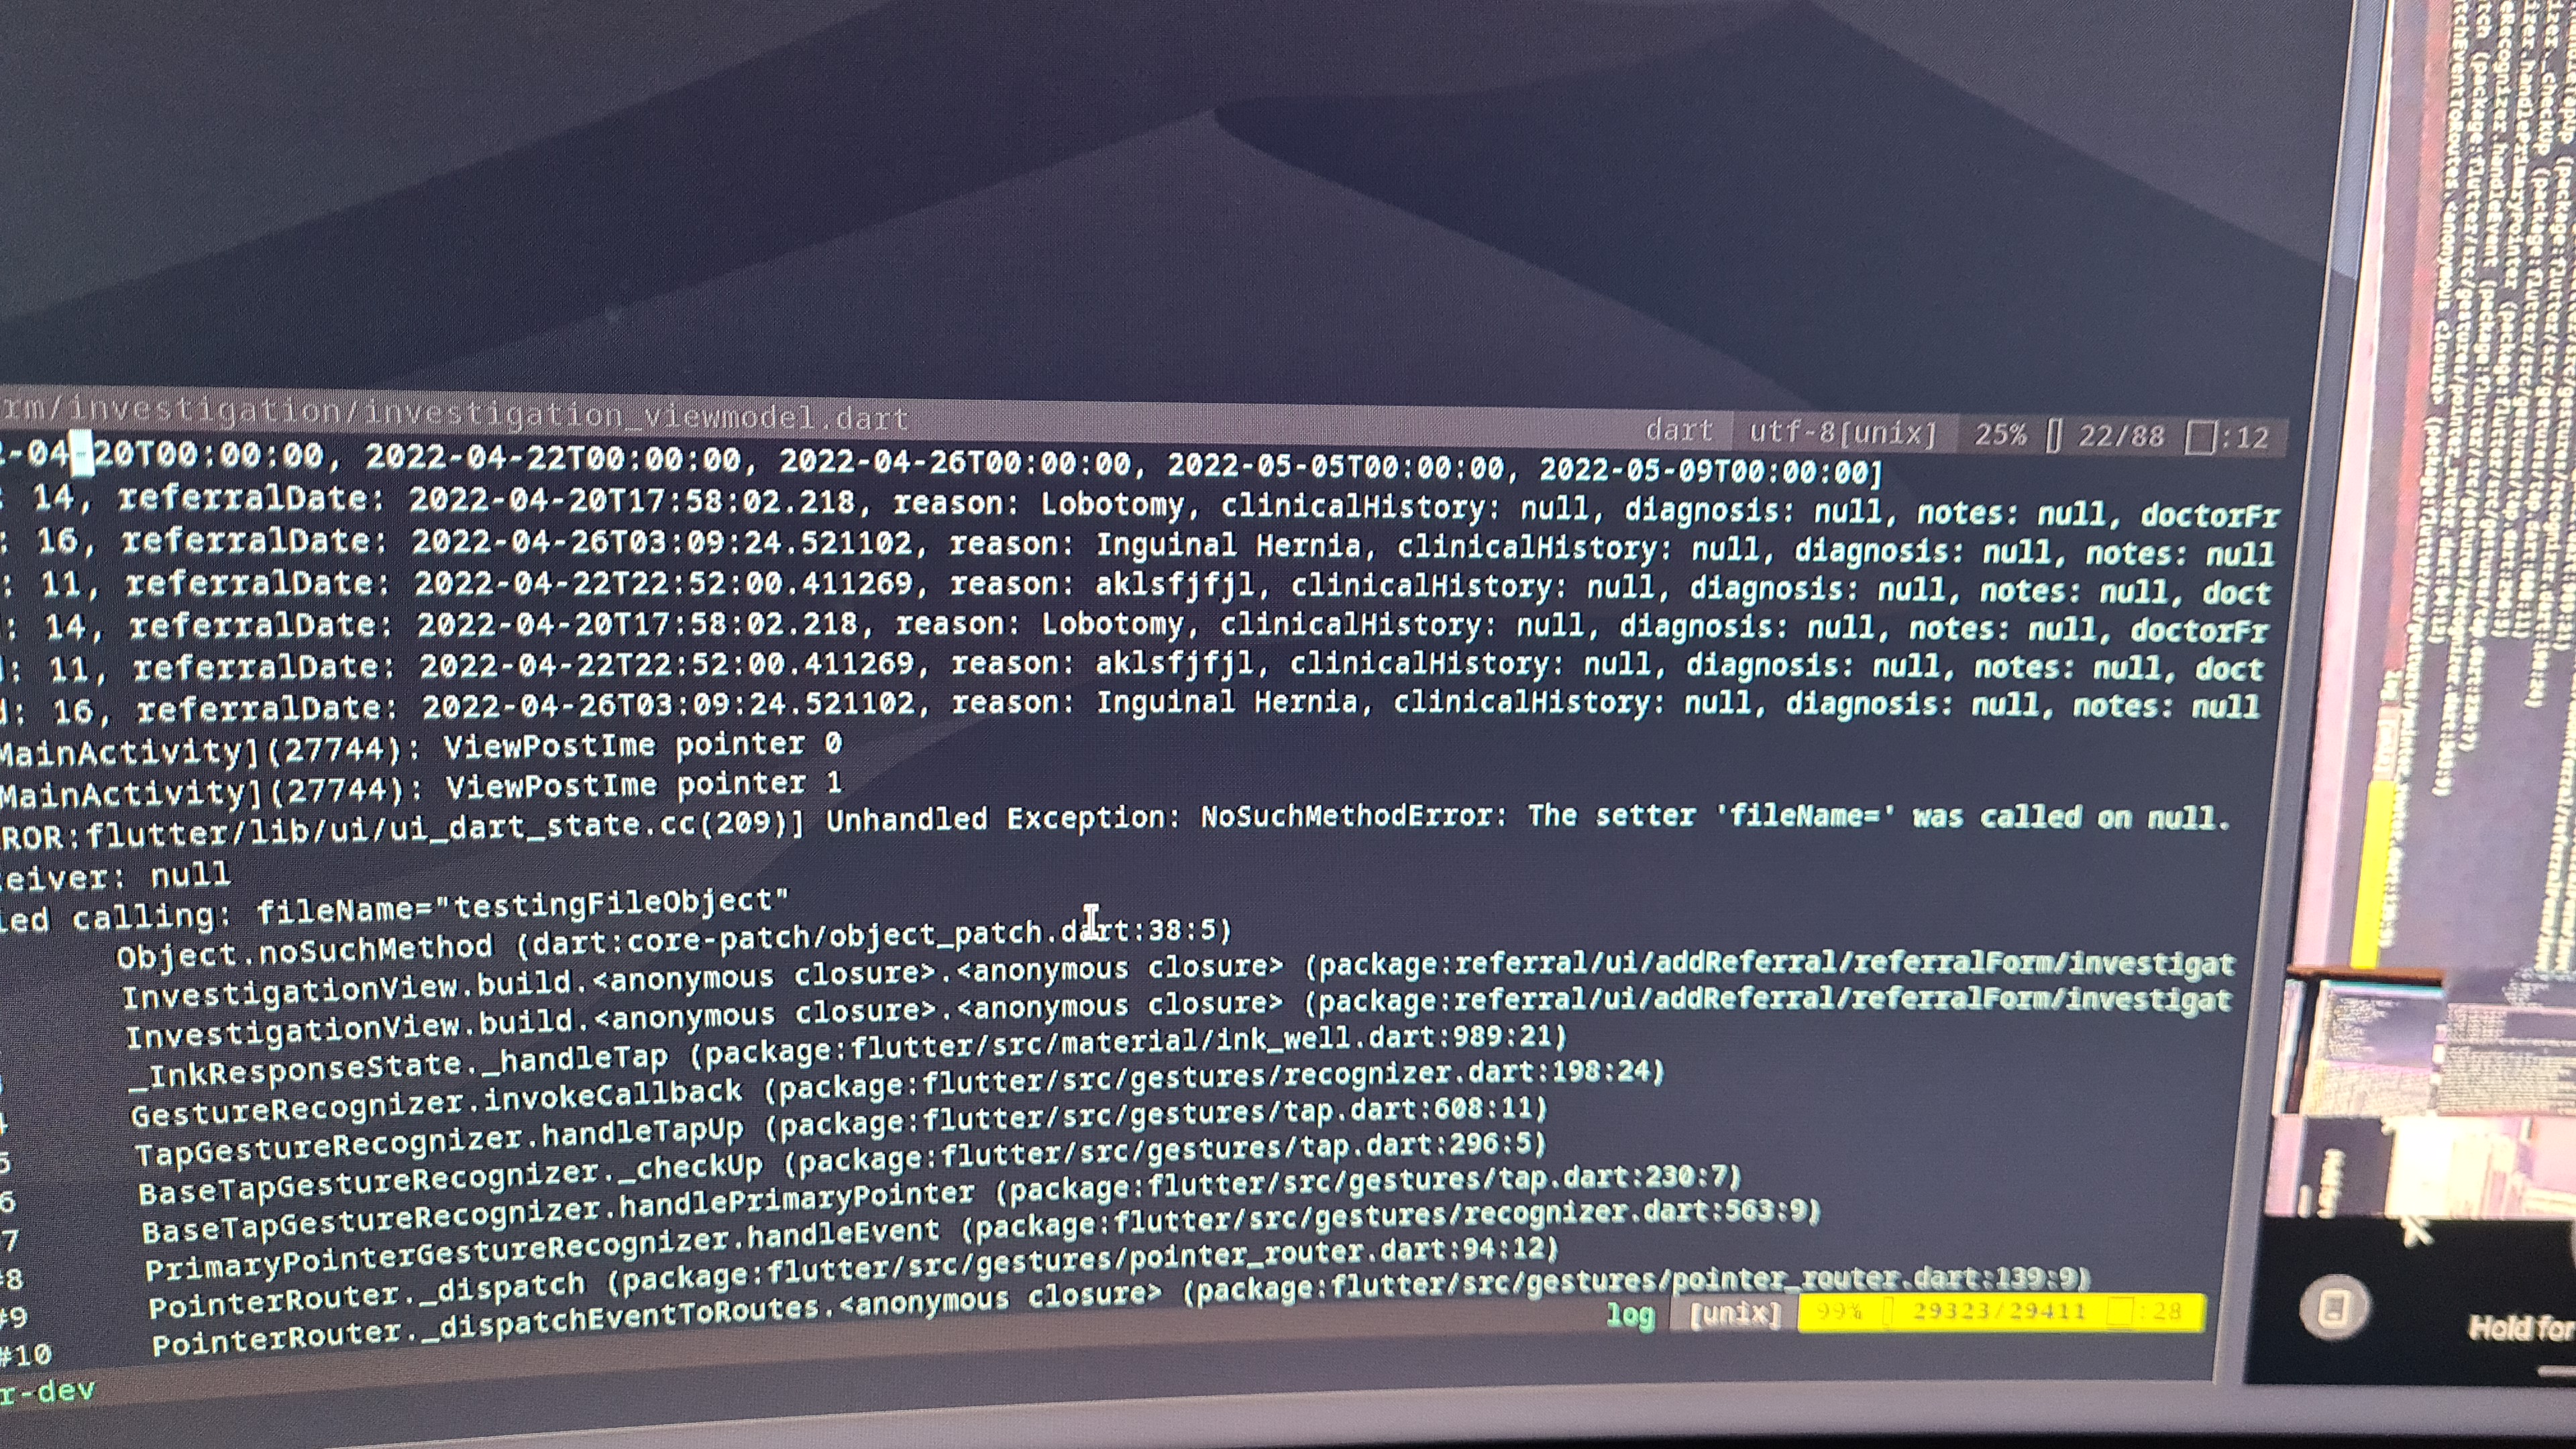 rm/investigation/investigation_viewmodel.dart dart utf-8[unix] 25% 22/88 :12
-04-20T00:00:00, 2022-04-22T00:00:00, 2022-04-26T00:00:00, 2022-05-05T00:00:00, 2022-05-09T00:00:00]
: 14, referralDate: 2022-04-20T17:58:02.218, reason: Lobotomy, clinicalHistory: null, diagnosis: null, notes: null, doctorFr
: 16, referralDate: 2022-04-26T03:09:24.521102, reason: Inguinal Hernia, clinicalHistory: null, diagnosis: null, notes: null
: 11, referralDate: 2022-04-22T22:52:00.411269, reason: aklsfjfjl, clinicalHistory: null, diagnosis: null, notes: null, doct
: 14, referralDate: 2022-04-20T17:58:02.218, reason: Lobotomy, clinicalHistory: null, diagnosis: null, notes: null, doctorFr
: 11, referralDate: 2022-04-22T22:52:00.411269, reason: aklsfjfjl, clinicalHistory: null, diagnosis: null, notes: null, doct
d: 16, referralDate: 2022-04-26T03:09:24.521102, reason: Inguinal Hernia, clinicalHistory: null, diagnosis: null, notes: null
MainActivity](27744): ViewPostIme pointer 0
MainActivity](27744): ViewPostIme pointer 1
ROR:flutter/lib/ui/ui_dart_state.cc(209)] Unhandled Exception: NoSuchMethodError: The setter 'fileName=' was called on null.
eiver: null
ied calling: fileName="testingFileObject"
Object.noSuchMethod (dart:core-patch/object_patch.dart:38:5)
InvestigationView.build.<anonymous closure>.<anonymous closure> (package:referral/ui/addReferral/referralForm/investigat
InvestigationView.build.<anonymous closure>.<anonymous closure> (package:referral/ui/addReferral/referralForm/investigat
_InkResponseState._handleTap (package:flutter/src/material/ink_well.dart:989:21)
GestureRecognizer.invokeCallback (package:flutter/src/gestures/recognizer.dart:198:24)
5 TapGestureRecognizer.handleTapUp (package:flutter/src/gestures/tap.dart:608:11)
6 BaseTapGestureRecognizer._checkUp (package:flutter/src/gestures/tap.dart:296:5)
7 BaseTapGestureRecognizer.handlePrimaryPointer (package:flutter/src/gestures/tap.dart:230:7)
#8 PrimaryPointerGestureRecognizer.handleEvent (package:flutter/src/gestures/recognizer.dart:563:9)
#9 PointerRouter._dispatch (package:flutter/src/gestures/pointer_router.dart:94:12)
#10 PointerRouter._dispatchEventToRoutes.<anonymous closure> (package:flutter/src/gestures/pointer_router.dart:139:9)
log [unix] 99% 29323/29411 :28
r-dev
Hold for